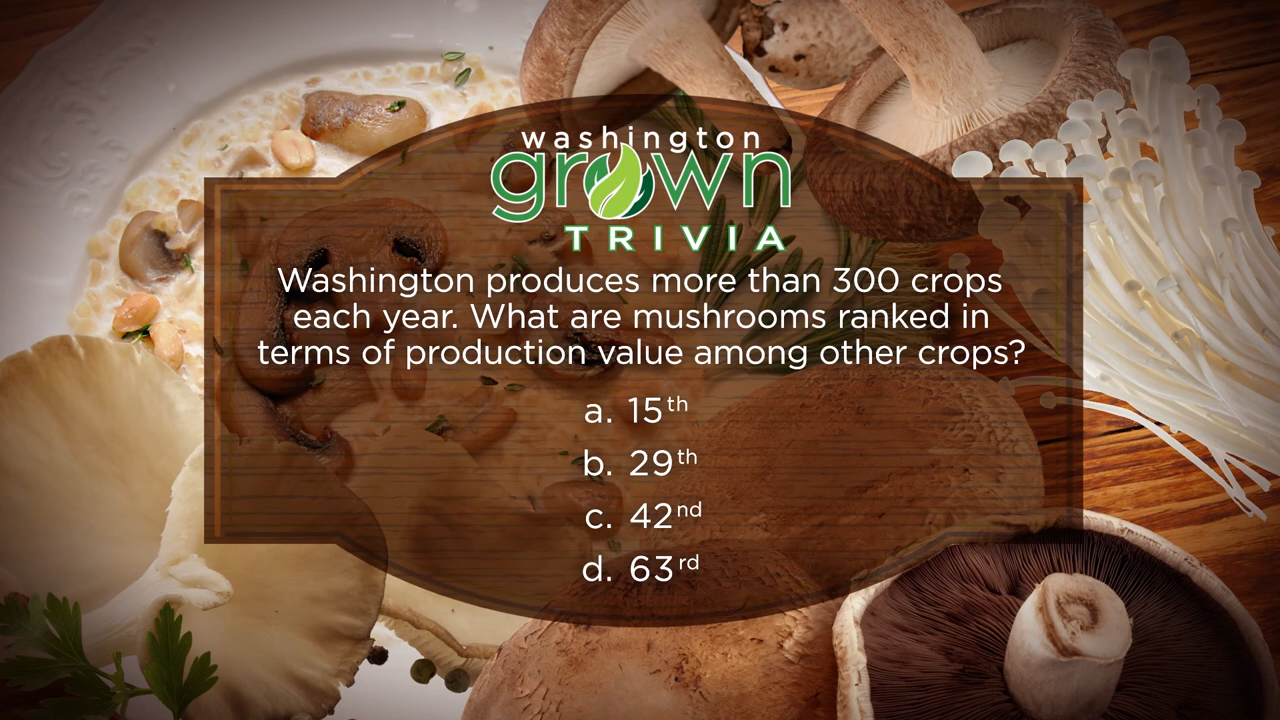 washington
grown
TRIVIA
Washington produces more than 300 crops
each year. What are mushrooms ranked in
terms of production value among other crops?
a. 15th
b. 29th
c. 42nd
d. 63rd